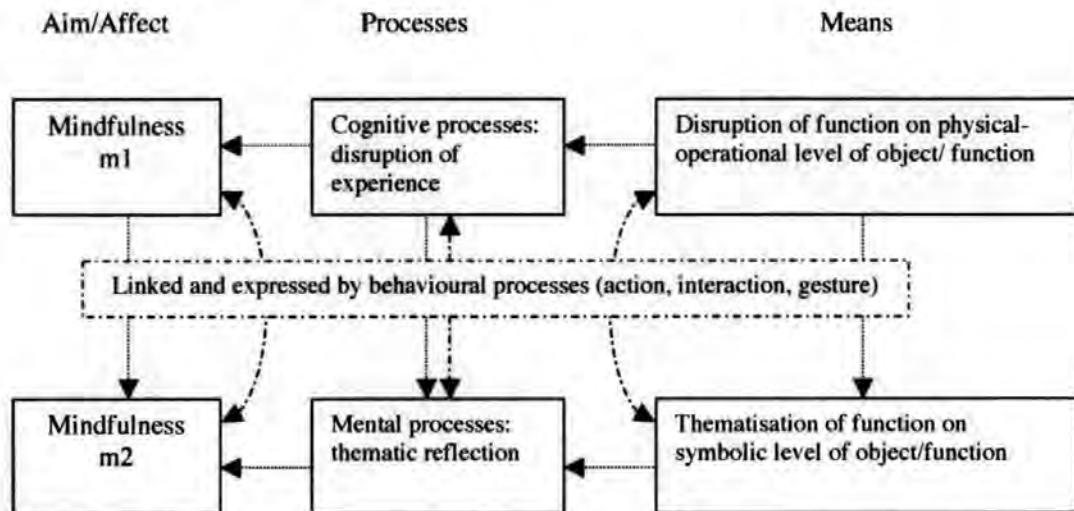 Aim/Affect Processes Means
Mindfulness
m1
Cognitive processes:
disruption of
experience
Disruption of function on physical-
operational level of object/ function
Linked and expressed by behavioural processes (action, interaction, gesture)
Mindfulness
m2
Mental processes:
thematic reflection
Thematisation of function on
symbolic level of object/function